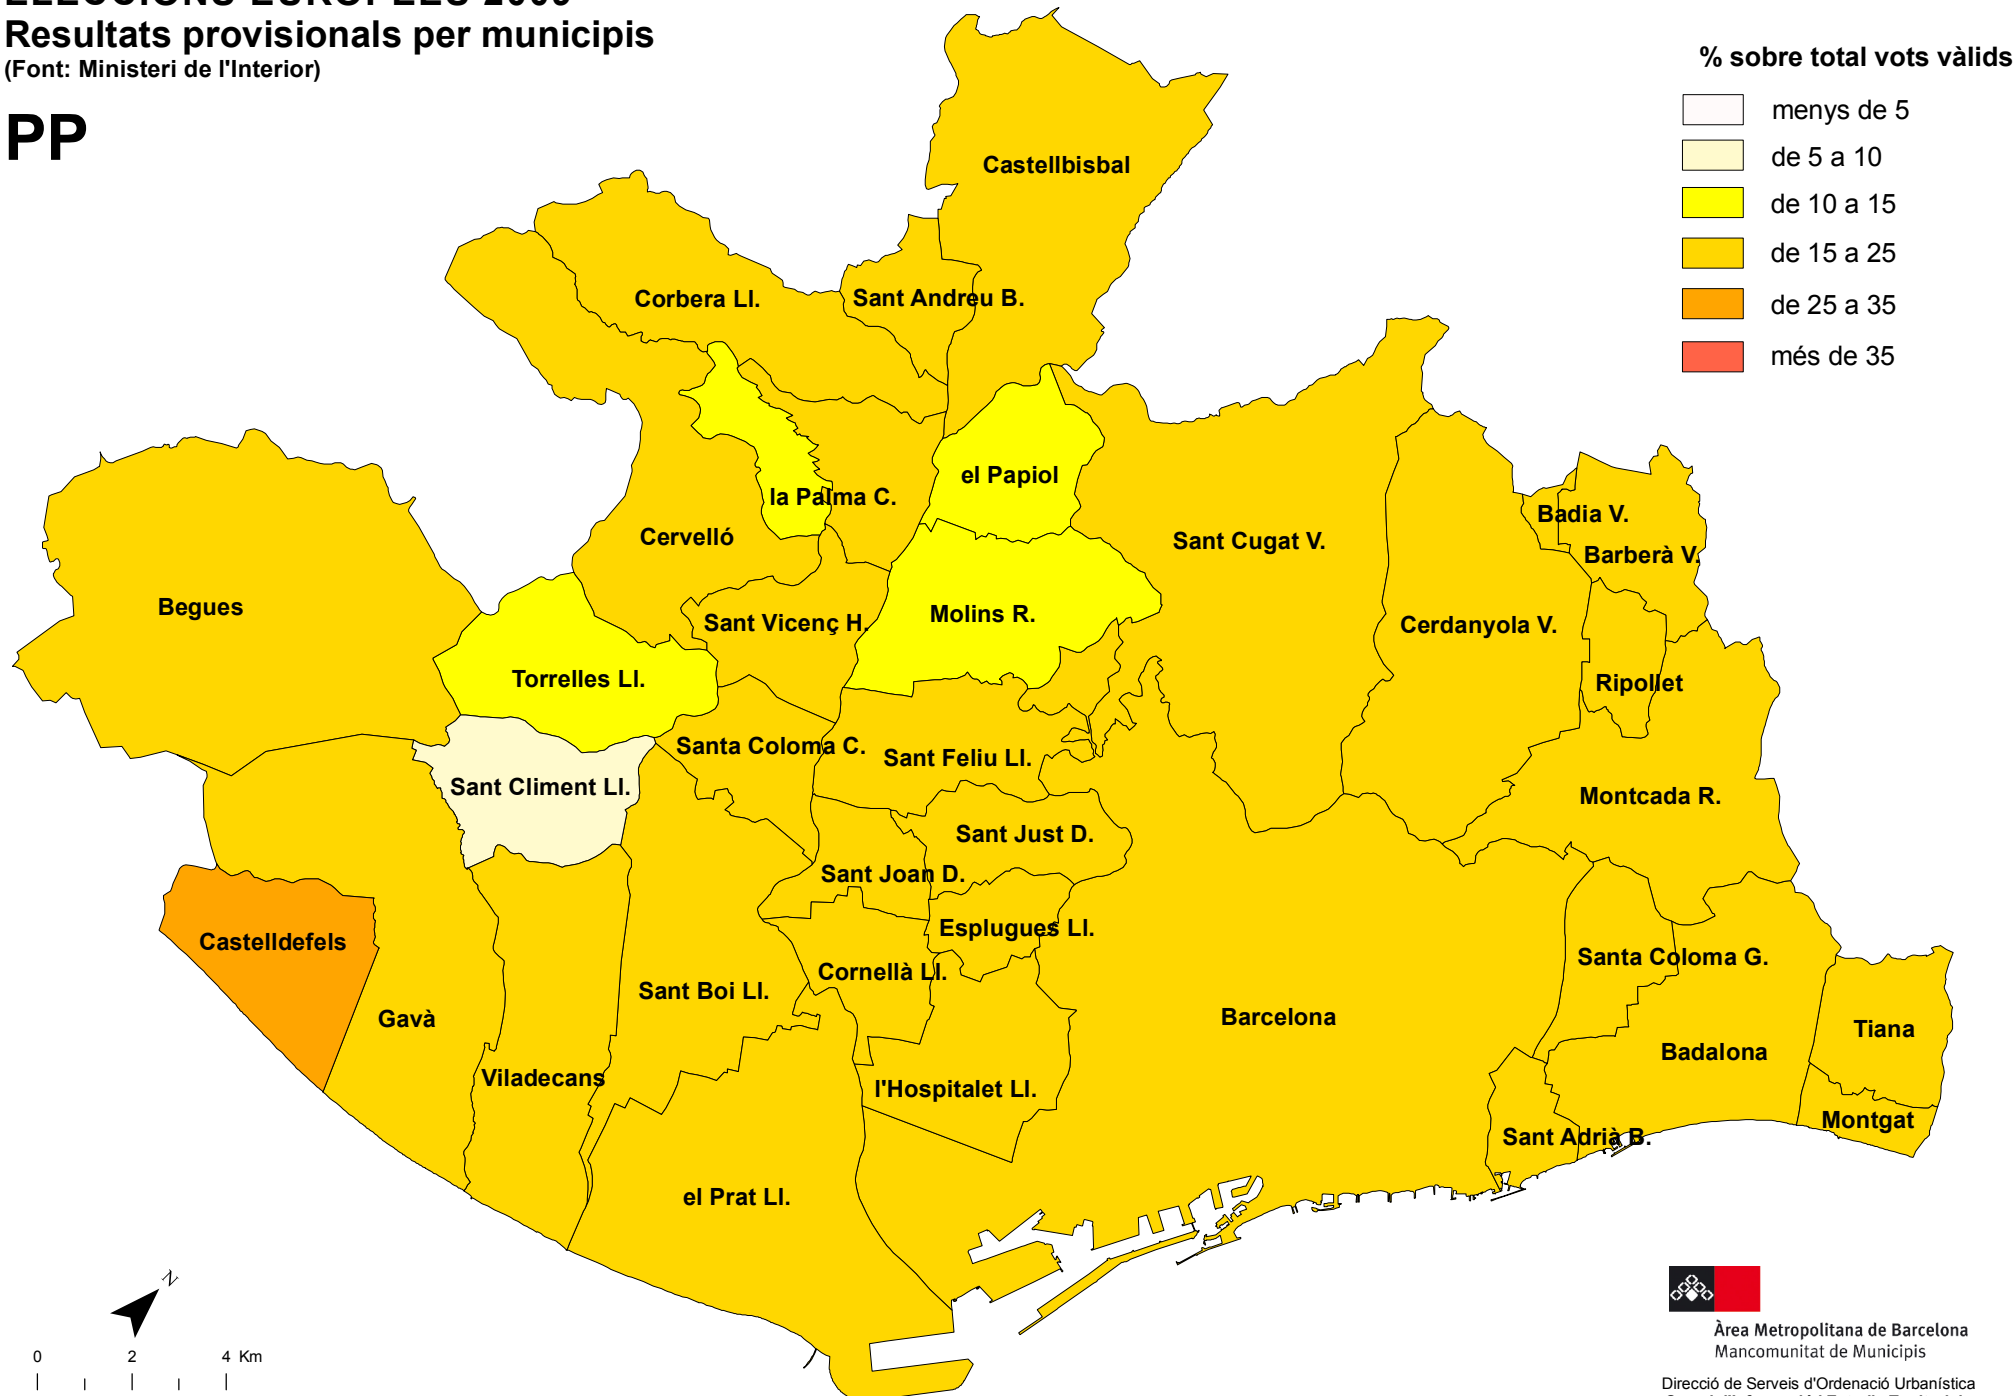 ELECCIONS EUROPEES 2009
Resultats provisionals per municipis
(Font: Ministeri de l'Interior)
PP
% sobre total vots vàlids
menys de 5
de 5 a 10
de 10 a 15
de 15 a 25
de 25 a 35
més de 35
Castellbisbal
Corbera Ll.
Sant Andreu B.
el Papiol
la Palma C.
Badia V.
Cervelló
Sant Cugat V.
Barberà V.
Begues
Molins R.
Sant Vicenç H.
Cerdanyola V.
Torrelles Ll.
Ripollet
Santa Coloma C.
Sant Feliu Ll.
Sant Climent Ll.
Montcada R.
Sant Just D.
Sant Joan D.
Esplugues Ll.
Castelldefels
Santa Coloma G.
Cornellà Ll.
Sant Boi Ll.
Gavà
Barcelona
Tiana
Badalona
Viladecans
l'Hospitalet Ll.
Montgat
Sant Adrià B.
el Prat Ll.
N
0 2 4 Km
Àrea Metropolitana de Barcelona
Mancomunitat de Municipis
Direcció de Serveis d'Ordenació Urbanística